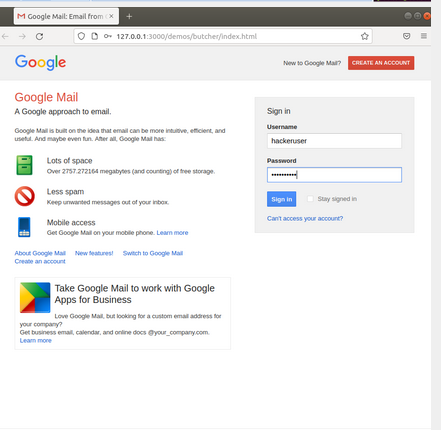 Google Mail: Email from
127.0.0.1:3000/demos/butcher/index.html
Google
New to Google Mail?
CREATE AN ACCOUNT
Google Mail
A Google approach to email.
Google Mail is built on the idea that email can be more intuitive, efficient, and
useful. And maybe even fun. After all, Google Mail has:
Lots of space
Over 2757.272164 megabytes (and counting) of free storage.
Less spam
Keep unwanted messages out of your inbox.
Mobile access
Get Google Mail on your mobile phone. Learn more
About Google Mail New features! Switch to Google Mail
Create an account
Take Google Mail to work with Google
Apps for Business
Love Google Mail, but looking for a custom email address for
your company?
Get business email, calendar, and online docs @your_company.com.
Learn more
Sign in
Username
hackeruser
Password
••••••••••
Sign in
Stay signed in
Can't access your account?